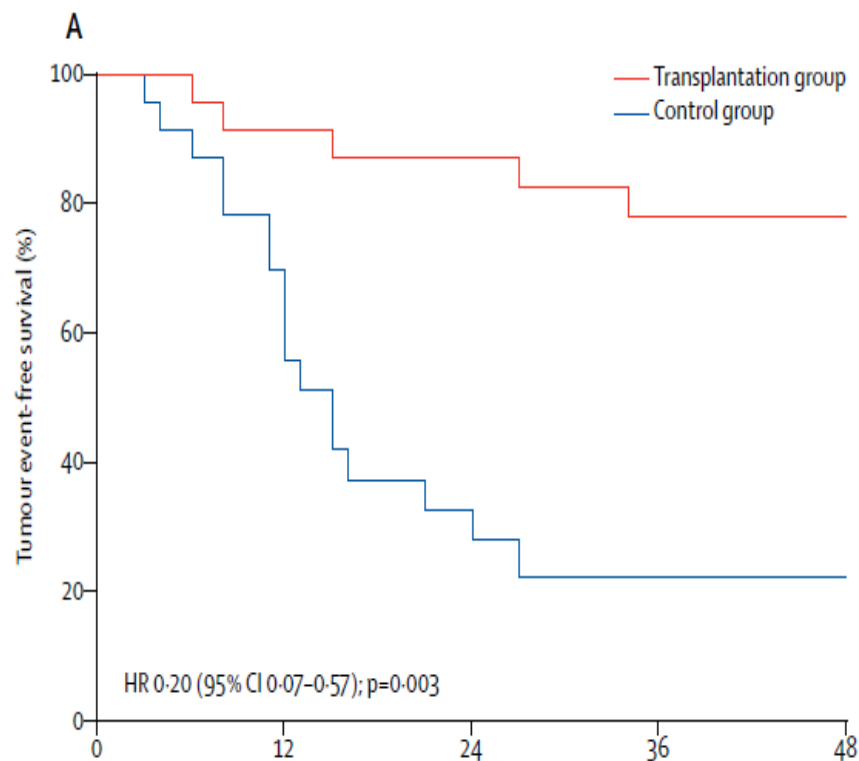 A
100
Transplantation group
Control group
80
60
40
20
0
Tumour event-free survival (%)
HR 0·20 (95% CI 0·07–0·57); p=0·003
0
12
24
36
48